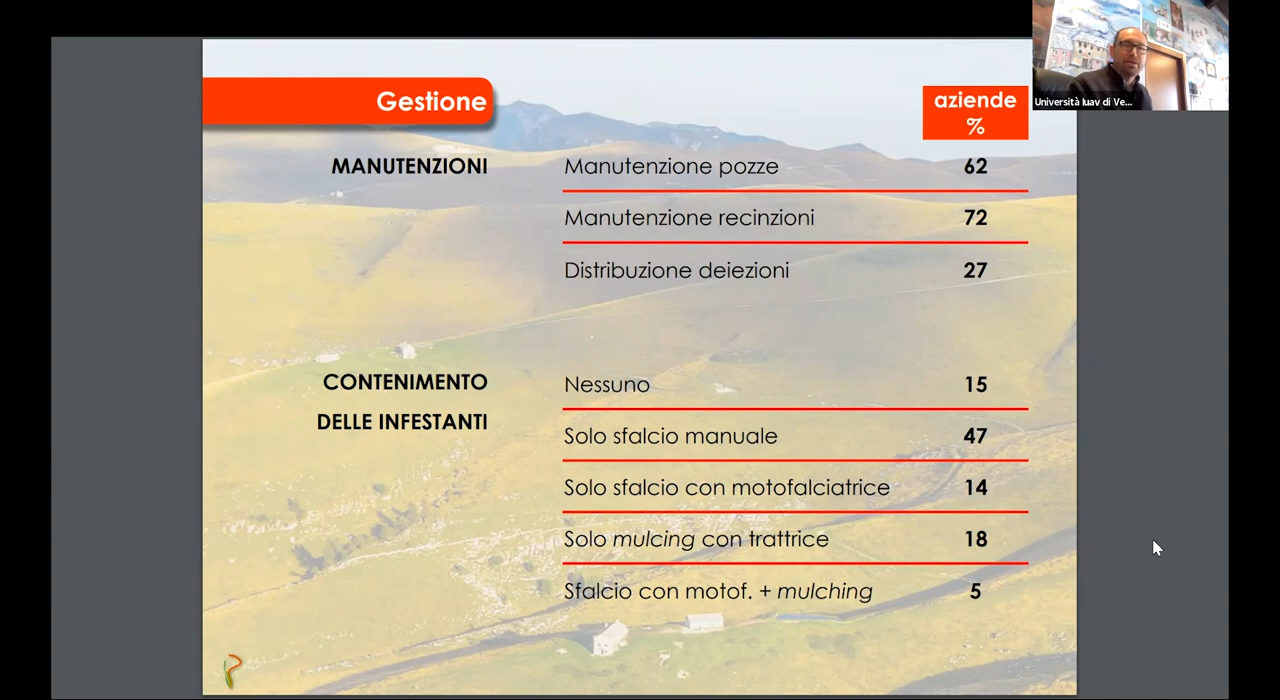 Gestione
aziende
%
MANUTENZIONI
Manutenzione pozze 62
Manutenzione recinzioni 72
Distribuzione deiezioni 27
CONTENIMENTO
DELLE INFESTANTI
Nessuno 15
Solo sfalcio manuale 47
Solo sfalcio con motofalciatrice 14
Solo mulcing con trattrice 18
Sfalcio con motof. + mulching 5
Università Iuav di Ve...